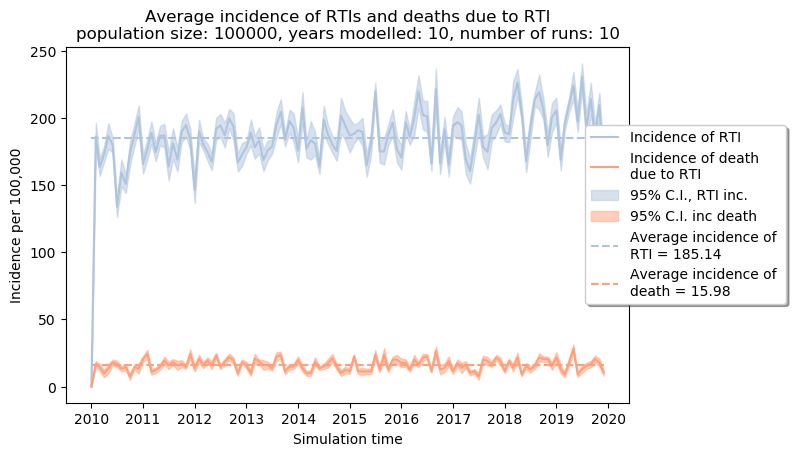 Average incidence of RTIs and deaths due to RTI
population size: 100000, years modelled: 10, number of runs: 10
250
200
150
100
50
0
Incidence per 100,000
Incidence of RTI
Incidence of death
due to RTI
95% C.I., RTI inc.
95% C.I. inc death
Average incidence of
RTI = 185.14
Average incidence of
death = 15.98
2010 2011 2012 2013 2014 2015 2016 2017 2018 2019 2020
Simulation time